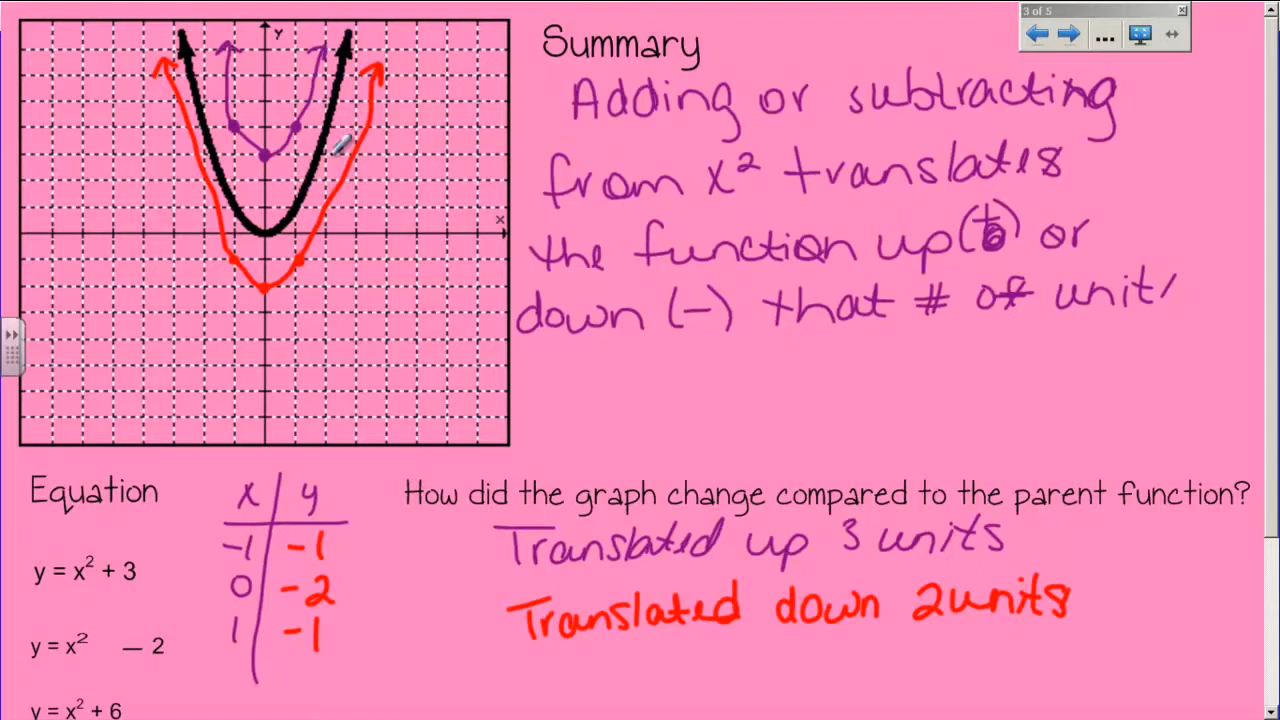 3 of 5
Y
X
Summary
Adding or subtracting
from x² translates
the function up ( ) or
down (-) that # of unit
Equation
x y
-1 -1
0 -2
1 -1
y = x² + 3
y = x² — 2
y = x² + 6
How did the graph change compared to the parent function?
Translated up 3 units
Translated down 2 units